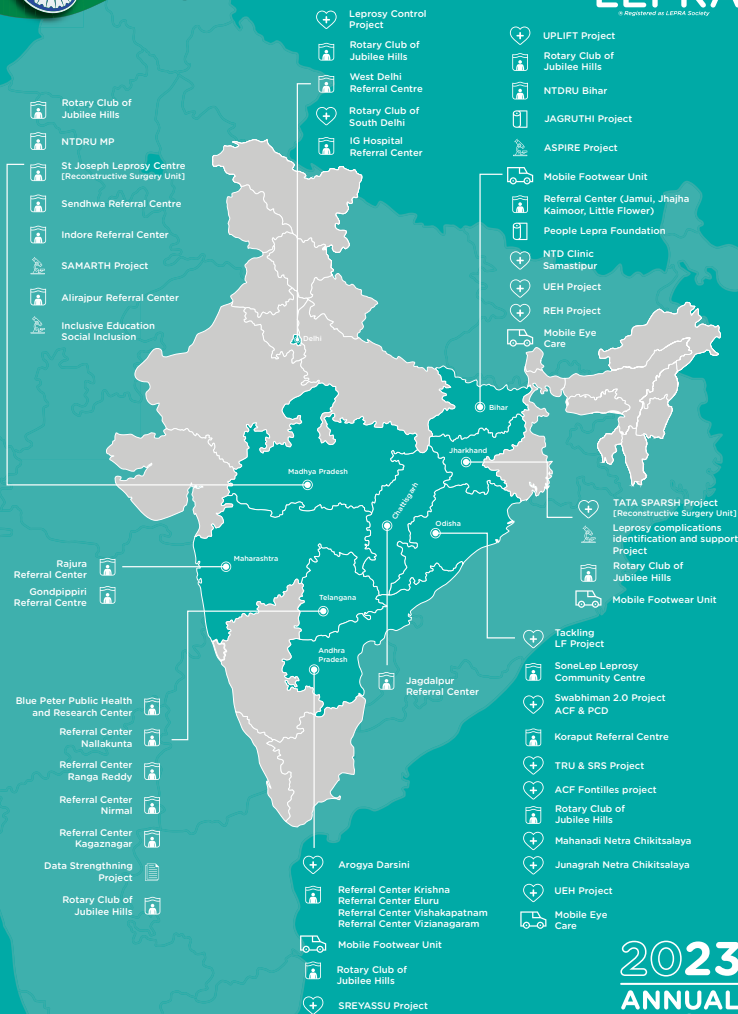 LEPRA
® Registered as LEPRA Society
Leprosy Control
Project
Rotary Club of
Jubilee Hills
West Delhi
Referral Centre
Rotary Club of
South Delhi
IG Hospital
Referral Center
UPLIFT Project
Rotary Club of
Jubilee Hills
NTDRU Bihar
JAGRUTHI Project
ASPIRE Project
Mobile Footwear Unit
Referral Center (Jamui, Jhajha
Kaimoor, Little Flower)
People Lepra Foundation
NTD Clinic
Samastipur
UEH Project
REH Project
Mobile Eye
Care
Rotary Club of
Jubilee Hills
NTDRU MP
St Joseph Leprosy Centre
[Reconstructive Surgery Unit]
Sendhwa Referral Centre
Indore Referral Center
SAMARTH Project
Alirajpur Referral Center
Inclusive Education
Social Inclusion
Delhi
Bihar
Jharkhand
Madhya Pradesh
Chattisgarh
Odisha
Maharashtra
Telangana
Andhra
Pradesh
TATA SPARSH Project
[Reconstructive Surgery Unit]
Leprosy complications
identification and support
Project
Rotary Club of
Jubilee Hills
Mobile Footwear Unit
Rajura
Referral Center
Gondpippiri
Referral Centre
Jagdalpur
Referral Center
Tackling
LF Project
SoneLep Leprosy
Community Centre
Swabhiman 2.0 Project
ACF & PCD
Koraput Referral Centre
TRU & SRS Project
ACF Fontilles project
Rotary Club of
Jubilee Hills
Mahanadi Netra Chikitsalaya
Junagrah Netra Chikitsalaya
UEH Project
Mobile Eye
Care
Blue Peter Public Health
and Research Center
Referral Center
Nallakunta
Referral Center
Ranga Reddy
Referral Center
Nirmal
Referral Center
Kagaznagar
Data Strengthning
Project
Rotary Club of
Jubilee Hills
Arogya Darsini
Referral Center Krishna
Referral Center Eluru
Referral Center Vishakapatnam
Referral Center Vizianagaram
Mobile Footwear Unit
Rotary Club of
Jubilee Hills
SREYASSU Project
2023
ANNUAL